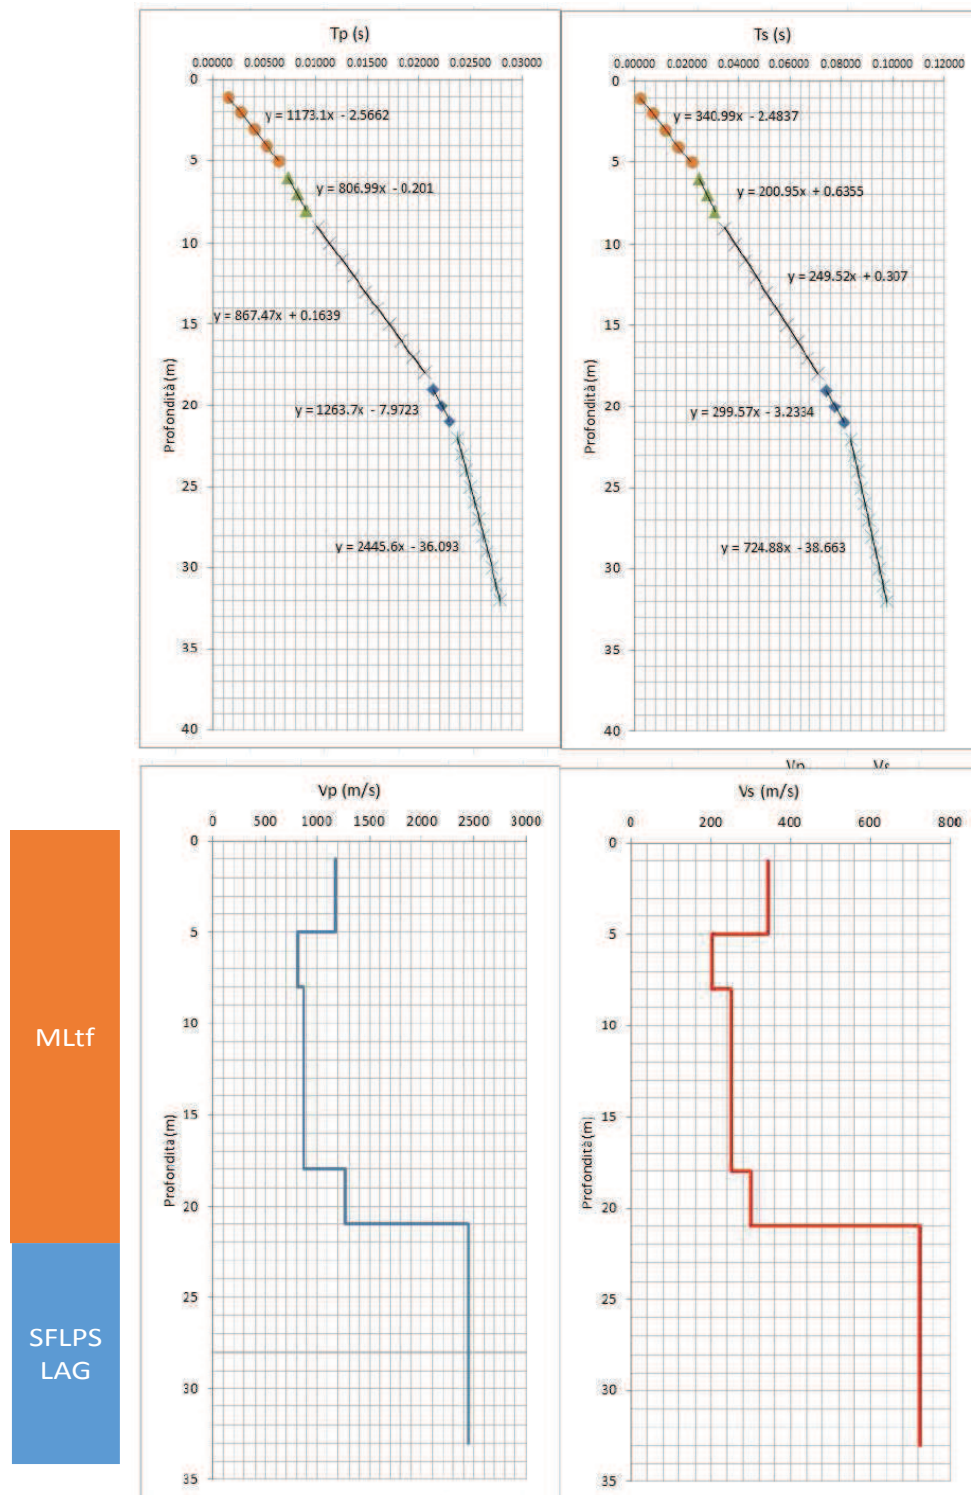 Tp (s)
0.00000 0.00500 0.01000 0.01500 0.02000 0.02500 0.03000
0
5
10
15
20
25
30
35
40
Profondità (m)
y = 1173.1x - 2.5662
y = 806.99x - 0.201
y = 867.47x + 0.1639
y = 1263.7x - 7.9723
y = 2445.6x - 36.093
Ts (s)
0.00000 0.02000 0.04000 0.06000 0.08000 0.10000 0.12000
0
5
10
15
20
25
30
35
40
Profondità (m)
y = 340.99x - 2.4837
y = 200.95x + 0.6355
y = 249.52x + 0.307
y = 299.57x - 3.2334
y = 724.88x - 38.663
Vp Vs
MLtf
SFLPS
LAG
Vp (m/s)
0 500 1000 1500 2000 2500 3000
0
5
10
15
20
25
30
35
Profondità (m)
Vs (m/s)
0 200 400 600 800
0
5
10
15
20
25
30
35
Profondità (m)